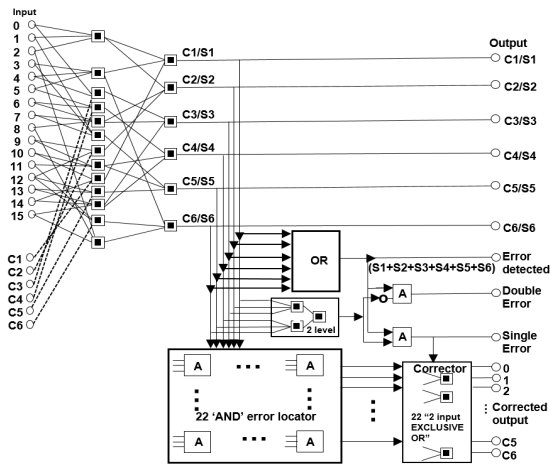 Input
0
1
2
3
4
5
6
7
8
9
10
11
12
13
14
15
C1
C2
C3
C4
C5
C6
C1/S1
C2/S2
C3/S3
C4/S4
C5/S5
C6/S6
Output
C1/S1
C2/S2
C3/S3
C4/S4
C5/S5
C6/S6
OR
Error
detected
(S1+S2+S3+S4+S5+S6)
A
O
Double
Error
2 level
A
Single
Error
A
A
22 'AND' error locator
A
A
Corrector
22 "2 input
EXCLUSIVE
OR"
0
1
2
Corrected
output
C5
C6